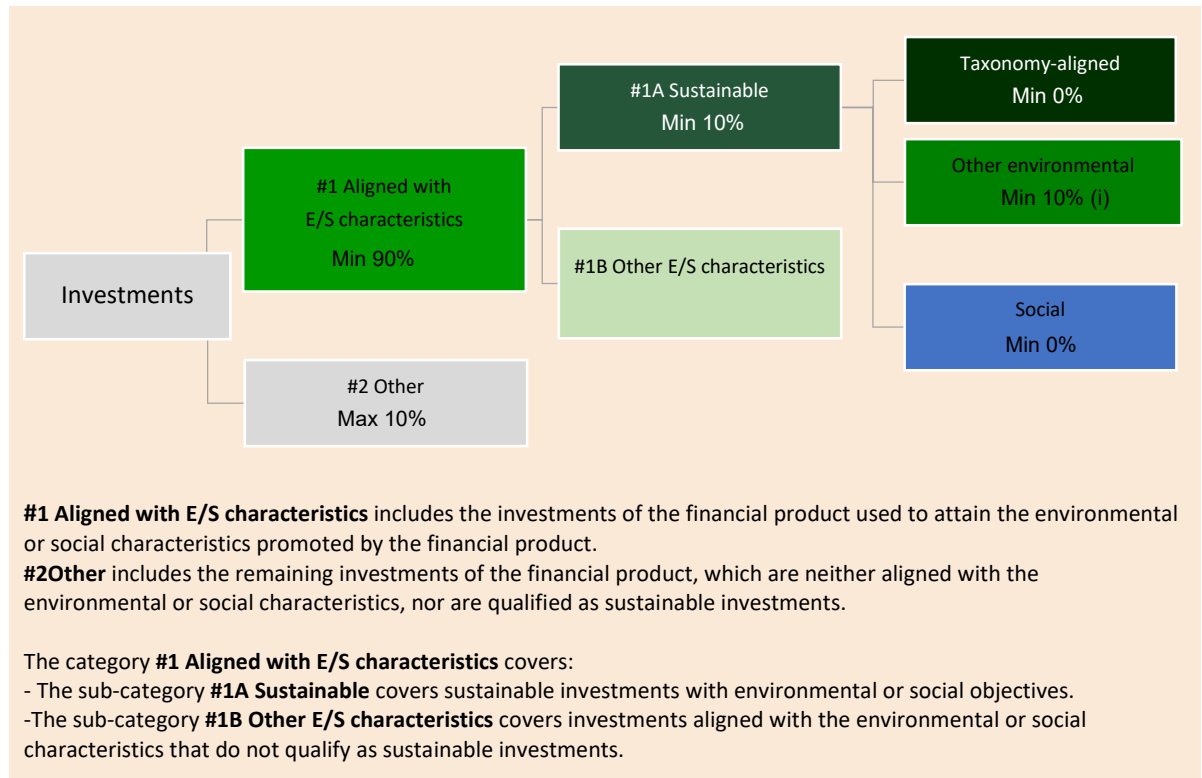 Investments
#1 Aligned with
E/S characteristics
Min 90%
#2 Other
Max 10%
#1A Sustainable
Min 10%
#1B Other E/S characteristics
Taxonomy-aligned
Min 0%
Other environmental
Min 10% (i)
Social
Min 0%
#1 Aligned with E/S characteristics includes the investments of the financial product used to attain the environmental
or social characteristics promoted by the financial product.
#2Other includes the remaining investments of the financial product, which are neither aligned with the
environmental or social characteristics, nor are qualified as sustainable investments.
The category #1 Aligned with E/S characteristics covers:
- The sub-category #1A Sustainable covers sustainable investments with environmental or social objectives.
-The sub-category #1B Other E/S characteristics covers investments aligned with the environmental or social
characteristics that do not qualify as sustainable investments.